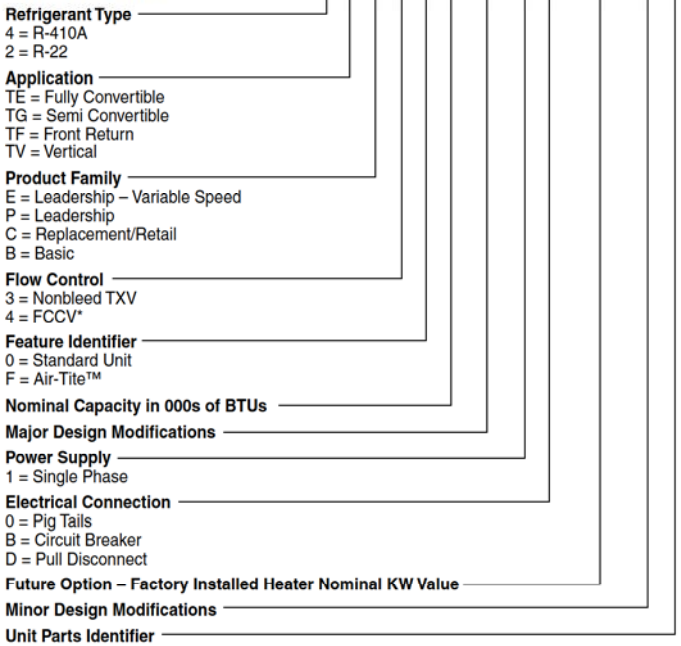 Refrigerant Type
4 = R-410A
2 = R-22
Application
TE = Fully Convertible
TG = Semi Convertible
TF = Front Return
TV = Vertical
Product Family
E = Leadership – Variable Speed
P = Leadership
C = Replacement/Retail
B = Basic
Flow Control
3 = Nonbleed TXV
4 = FCCV*
Feature Identifier
0 = Standard Unit
F = Air-Tite™
Nominal Capacity in 000s of BTUs
Major Design Modifications
Power Supply
1 = Single Phase
Electrical Connection
0 = Pig Tails
B = Circuit Breaker
D = Pull Disconnect
Future Option – Factory Installed Heater Nominal KW Value
Minor Design Modifications
Unit Parts Identifier